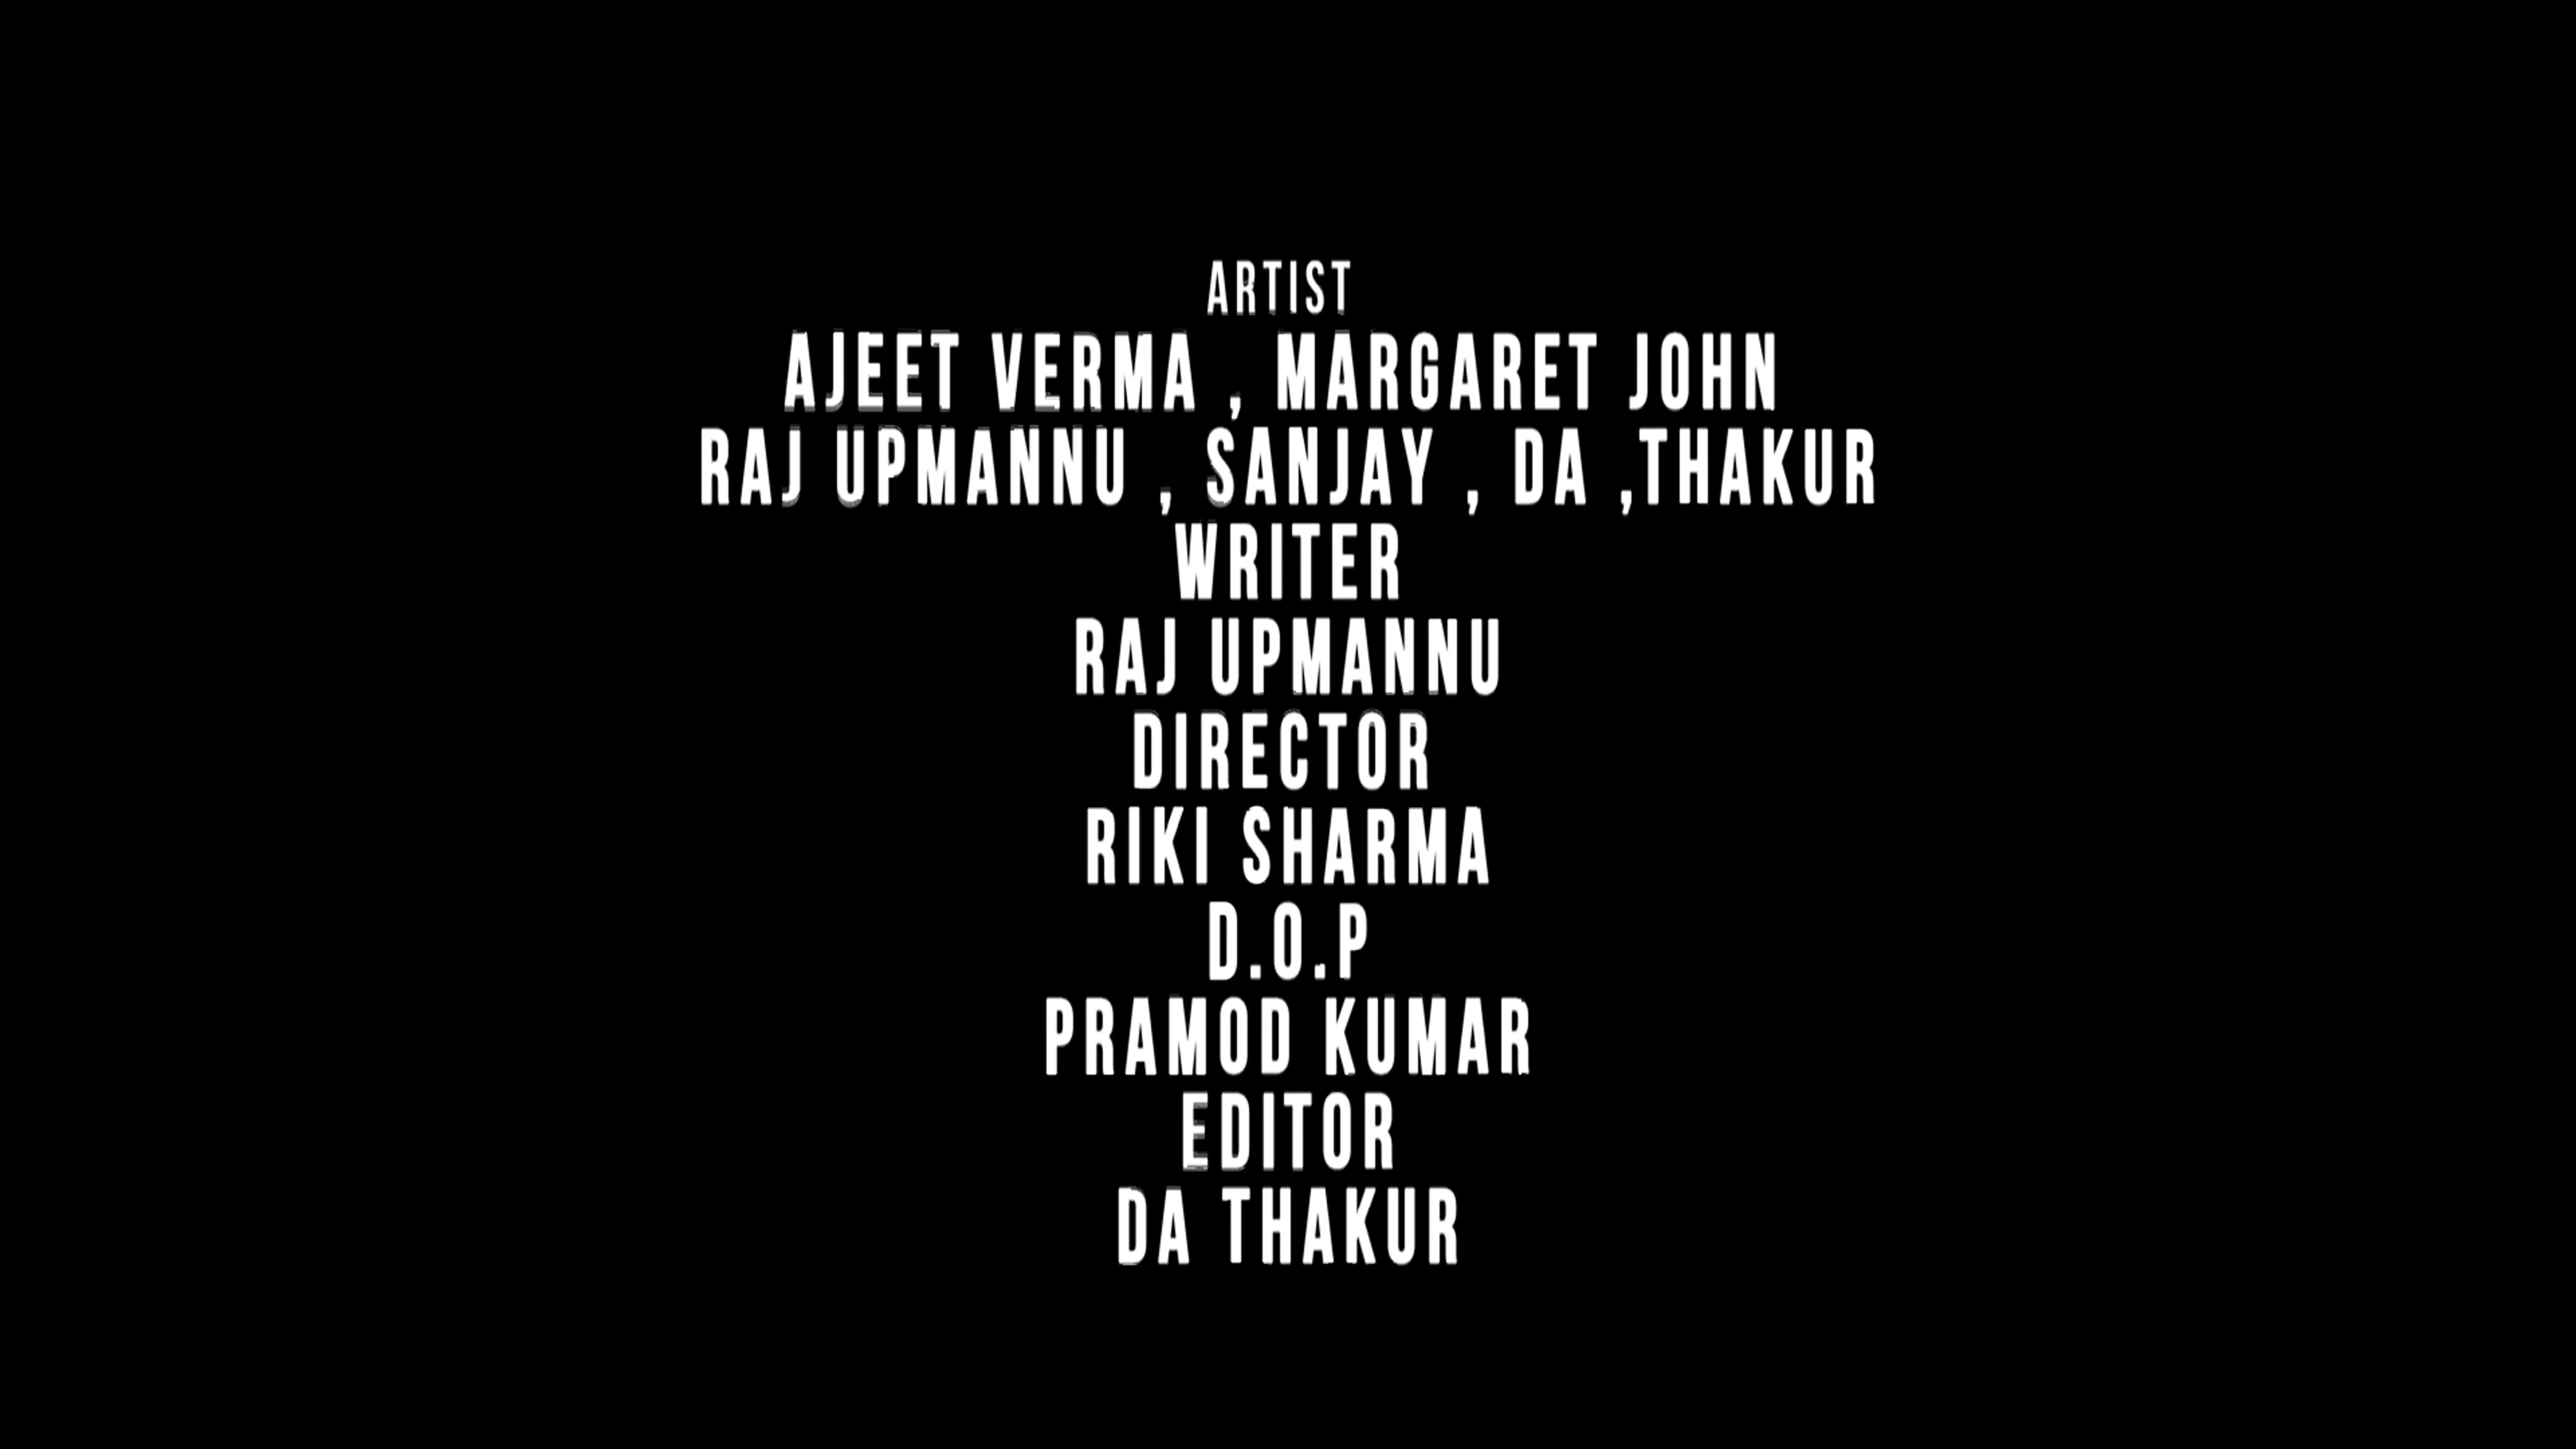 ARTIST
AJEET VERMA , MARGARET JOHN
RAJ UPMANNU , SANJAY , DA ,THAKUR
WRITER
RAJ UPMANNU
DIRECTOR
RIKI SHARMA
D.O.P
PRAMOD KUMAR
EDITOR
DA THAKUR